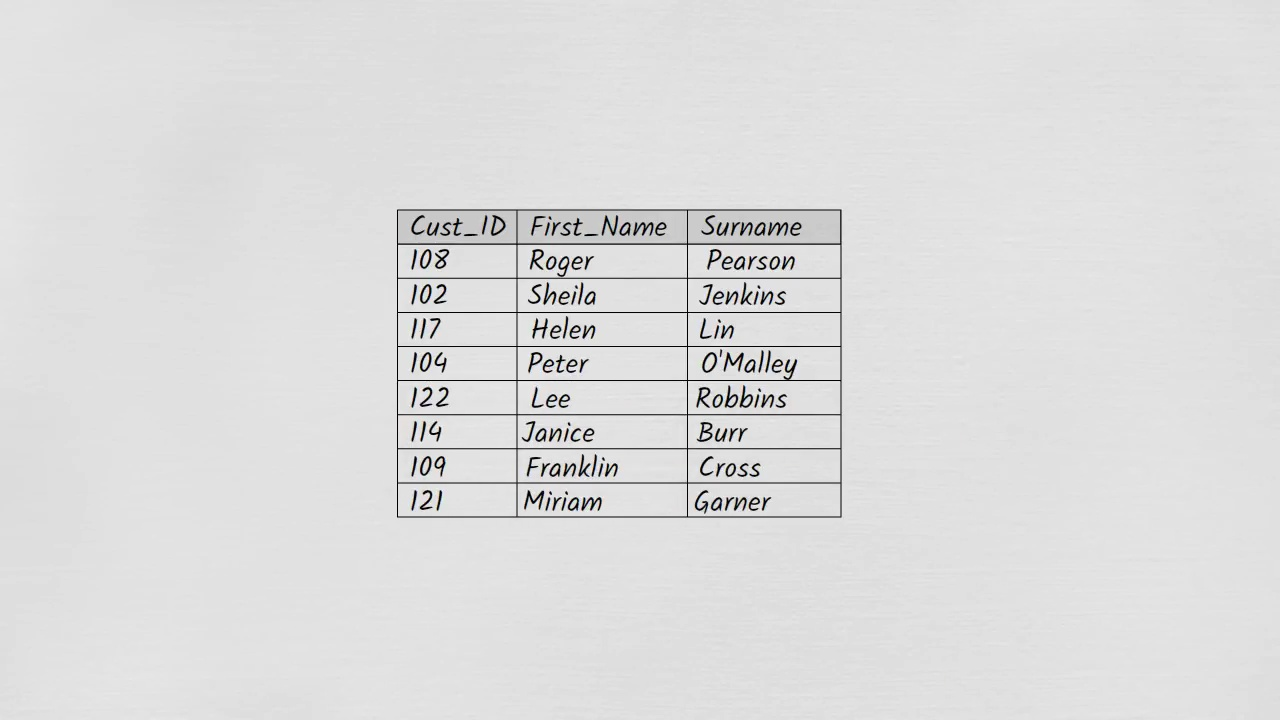 Cust_ID First_Name Surname
108 Roger Pearson
102 Sheila Jenkins
117 Helen Lin
104 Peter O'Malley
122 Lee Robbins
114 Janice Burr
109 Franklin Cross
121 Miriam Garner